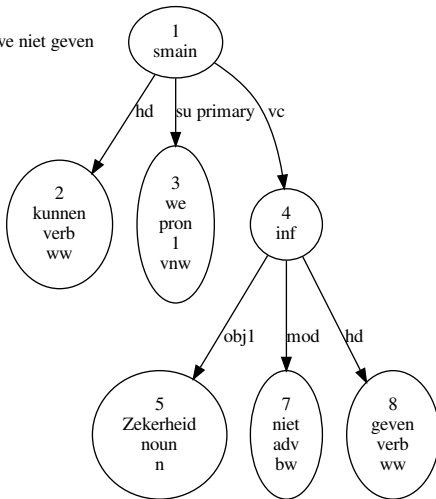 niet geven
1
smain
hd
su primary
vc
2
kunnen
verb
ww
3
we
pron
1
vnw
4
inf
obj1
mod
hd
5
Zekerheid
noun
n
7
niet
adv
bw
8
geven
verb
ww